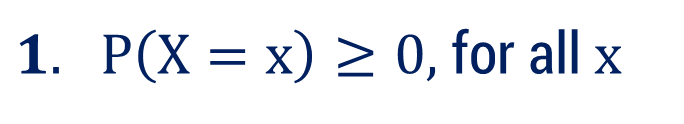 1. P(X = x) ≥ 0, for all x